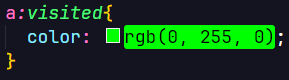 a:visited{
color: rgb(0, 255, 0);
}